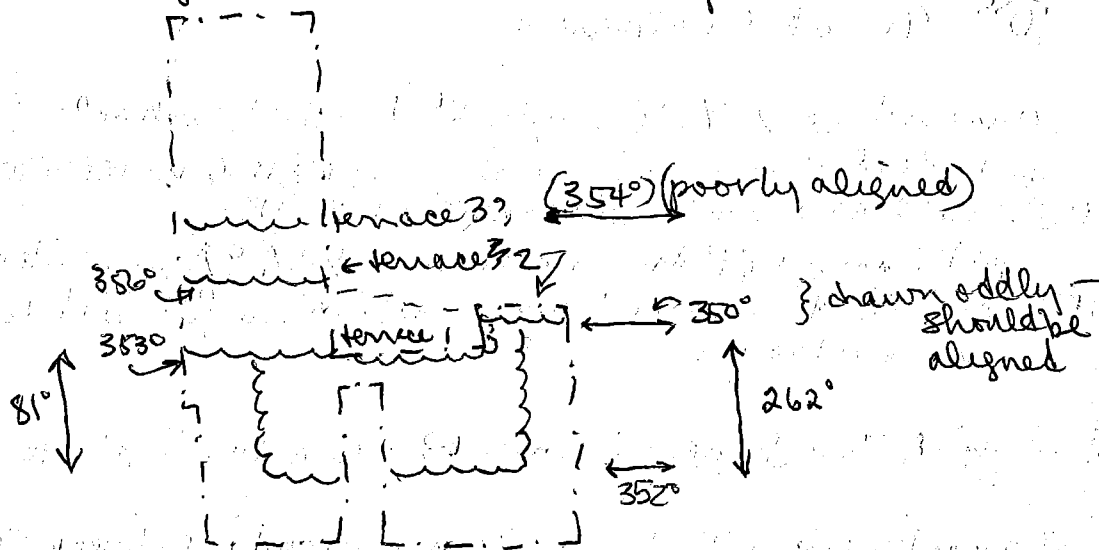 (354°) (poorly aligned)
terrace 3?
← terrace 2?
350°
} drawn oddly –
should be
aligned
terrace 1
353°
81°
262°
352°